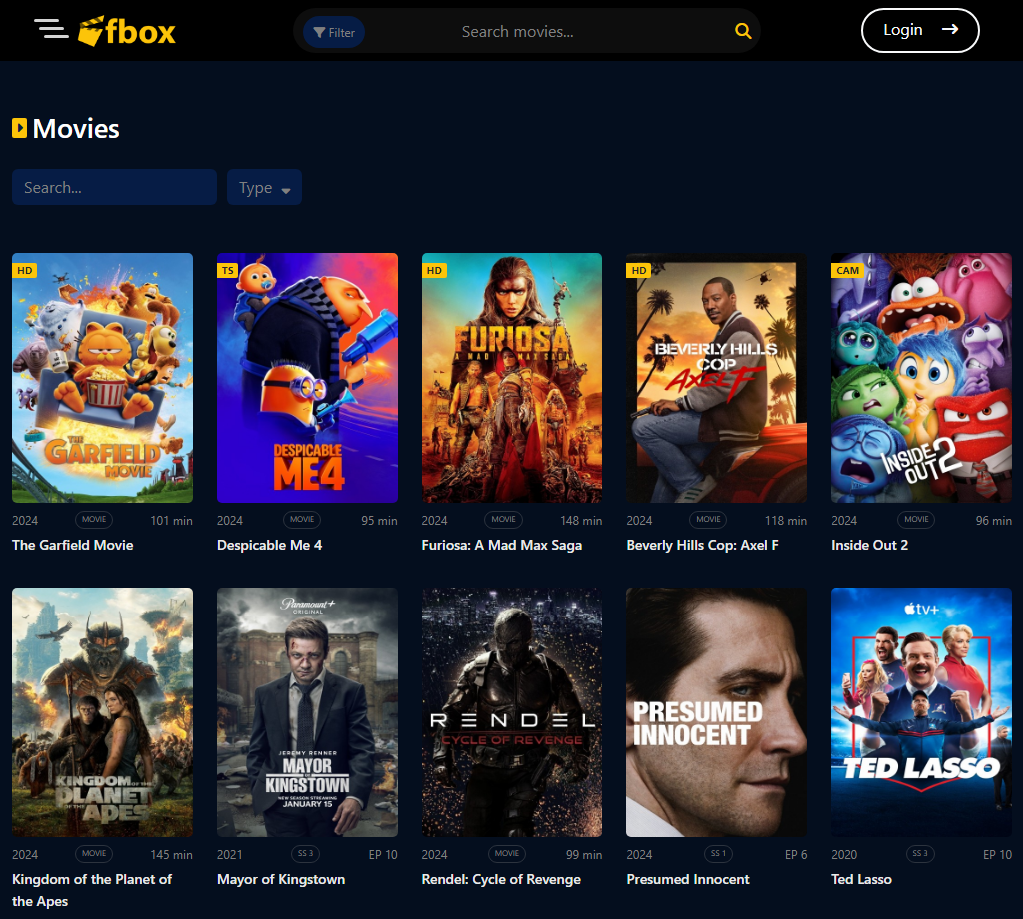 fbox
Filter
Search movies...
Login
Movies
Search...
Type
HD
THE
GARFIELD
MOVIE
2024 MOVIE 101 min
The Garfield Movie
TS
DESPICABLE
ME 4
2024 MOVIE 95 min
Despicable Me 4
HD
FURIOSA
A MAD MAX SAGA
2024 MOVIE 148 min
Furiosa: A Mad Max Saga
HD
BEVERLY HILLS
COP
AXEL F
2024 MOVIE 118 min
Beverly Hills Cop: Axel F
CAM
INSIDE
OUT 2
2024 MOVIE 96 min
Inside Out 2
KINGDOM OF THE
PLANET
OF THE
APES
2024 MOVIE 145 min
Kingdom of the Planet of
the Apes
Paramount+
ORIGINAL
JEREMY RENNER
MAYOR
OF
KINGSTOWN
NEW SEASON STREAMING
JANUARY 15
2021 SS 3 EP 10
Mayor of Kingstown
RENDEL
CYCLE OF REVENGE
2024 MOVIE 99 min
Rendel: Cycle of Revenge
PRESUMED
INNOCENT
2024 SS 1 EP 6
Presumed Innocent
tv+
TED LASSO
2020 SS 3 EP 10
Ted Lasso